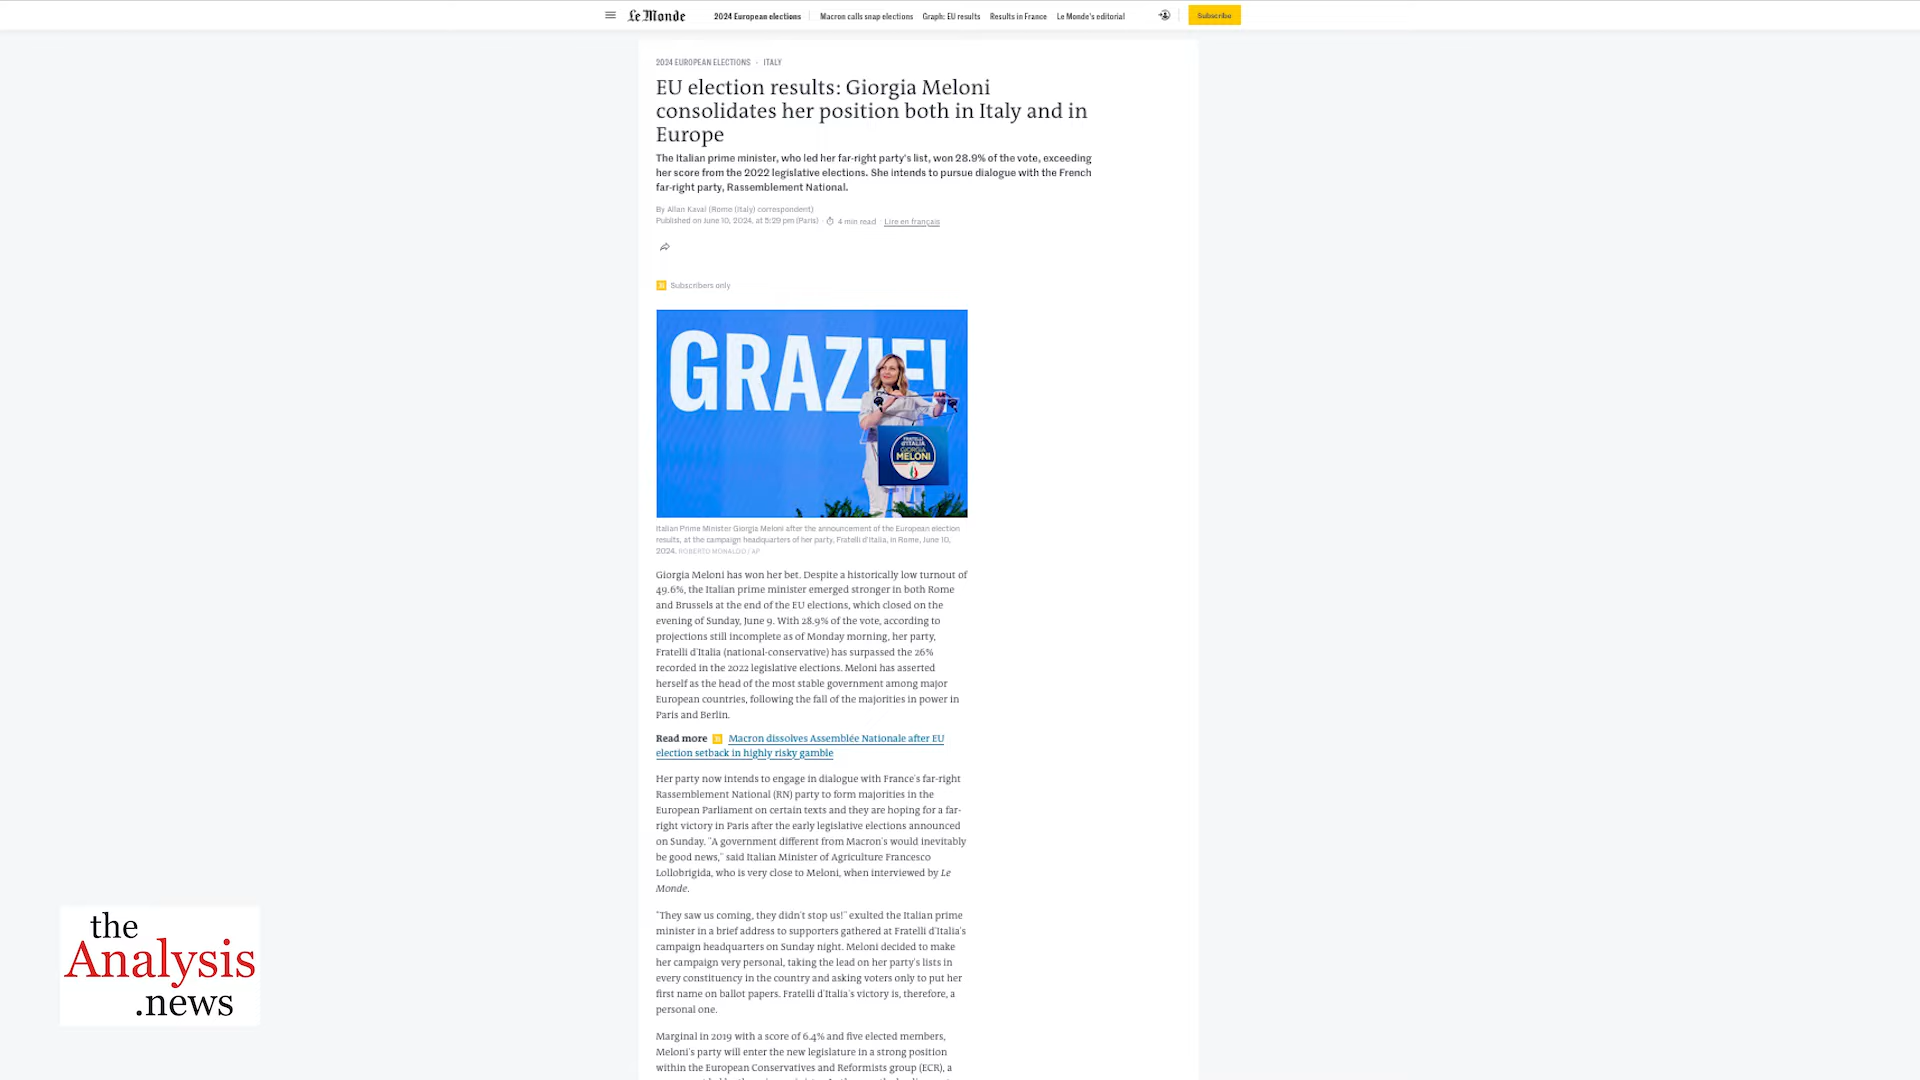 Le Monde
2024 European elections
Macron calls snap elections
Graph: EU results
Results in France
Le Monde's editorial
Subscribe
2024 EUROPEAN ELECTIONS • ITALY
EU election results: Giorgia Meloni
consolidates her position both in Italy and in
Europe
The Italian prime minister, who led her far-right party's list, won 28.9% of the vote, exceeding
her score from the 2022 legislative elections. She intends to pursue dialogue with the French
far-right party, Rassemblement National.
By Allan Kaval (Rome (Italy) correspondent)
Published on June 10, 2024, at 5:29 pm (Paris) · 4 min read · Lire en français
Subscribers only
GRAZIE!
FRATELLI
d'ITALIA
GIORGIA
MELONI
Italian Prime Minister Giorgia Meloni after the announcement of the European election
results, at the campaign headquarters of her party, Fratelli d'Italia, in Rome, June 10,
2024. ROBERTO MONALDO / AP
Giorgia Meloni has won her bet. Despite a historically low turnout of
49.6%, the Italian prime minister emerged stronger in both Rome
and Brussels at the end of the EU elections, which closed on the
evening of Sunday, June 9. With 28.9% of the vote, according to
projections still incomplete as of Monday morning, her party,
Fratelli d'Italia (national-conservative) has surpassed the 26%
recorded in the 2022 legislative elections. Meloni has asserted
herself as the head of the most stable government among major
European countries, following the fall of the majorities in power in
Paris and Berlin.
Read more Macron dissolves Assemblée Nationale after EU
election setback in highly risky gamble
Her party now intends to engage in dialogue with France's far-right
Rassemblement National (RN) party to form majorities in the
European Parliament on certain texts and they are hoping for a far-
right victory in Paris after the early legislative elections announced
on Sunday. "A government different from Macron's would inevitably
be good news," said Italian Minister of Agriculture Francesco
Lollobrigida, who is very close to Meloni, when interviewed by Le
Monde.
"They saw us coming, they didn't stop us!" exulted the Italian prime
minister in a brief address to supporters gathered at Fratelli d'Italia's
campaign headquarters on Sunday night. Meloni decided to make
her campaign very personal, taking the lead on her party's lists in
every constituency in the country and asking voters only to put her
first name on ballot papers. Fratelli d'Italia's victory is, therefore, a
personal one.
Marginal in 2019 with a score of 6.4% and five elected members,
Meloni's party will enter the new legislature in a strong position
within the European Conservatives and Reformists group (ECR), a
the
Analysis
.news